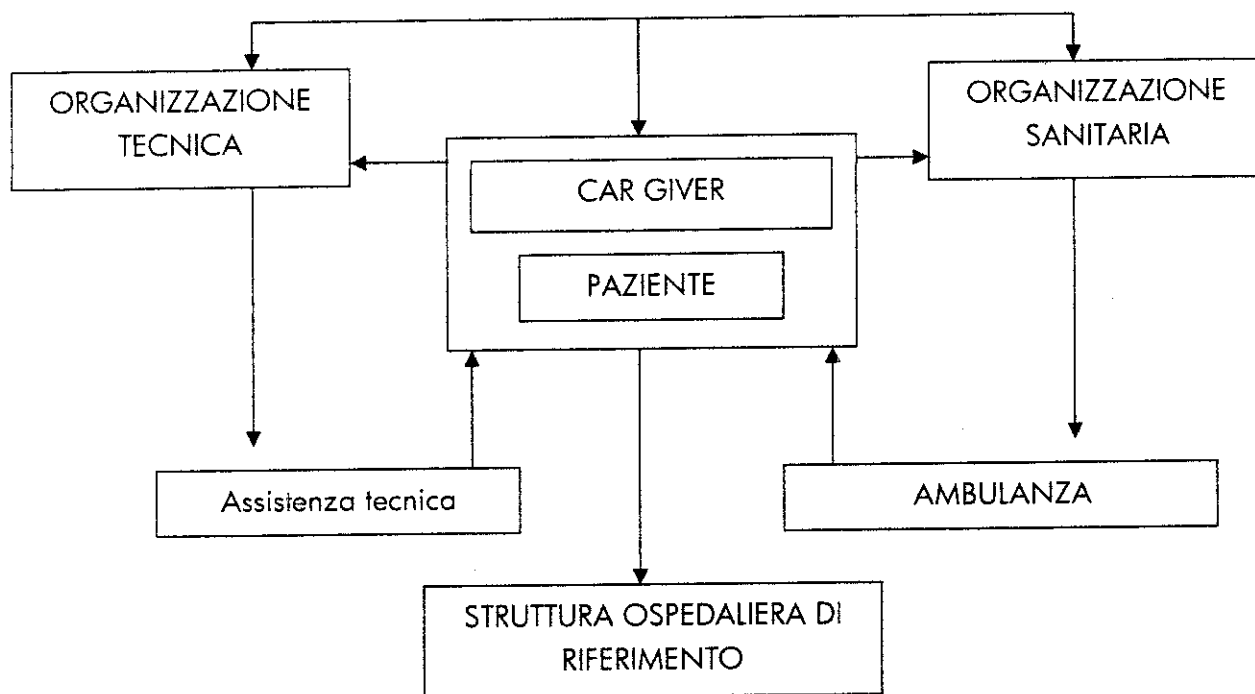 ORGANIZZAZIONE
TECNICA
ORGANIZZAZIONE
SANITARIA
CAR GIVER
PAZIENTE
Assistenza tecnica
AMBULANZA
STRUTTURA OSPEDALIERA DI
RIFERIMENTO